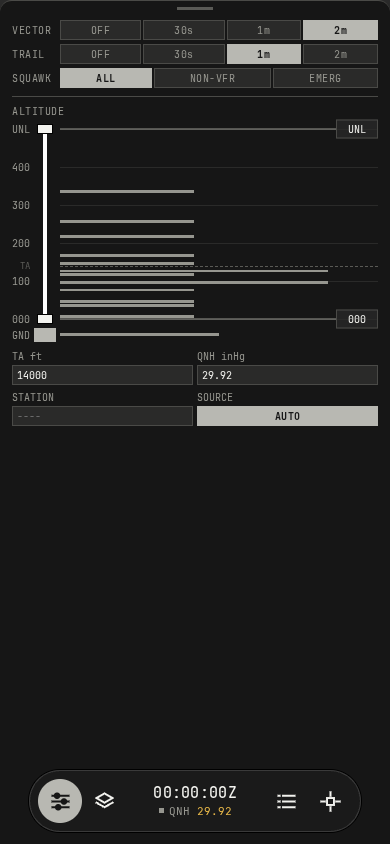 VECTOR OFF 30s 1m 2m
TRAIL OFF 30s 1m 2m
SQUAWK ALL NON-VFR EMERG
ALTITUDE
UNL UNL
400
300
200
TA
100
000 000
GND
TA ft QNH inHg
14000 29.92
STATION SOURCE
---- AUTO
00:00:00Z
QNH 29.92